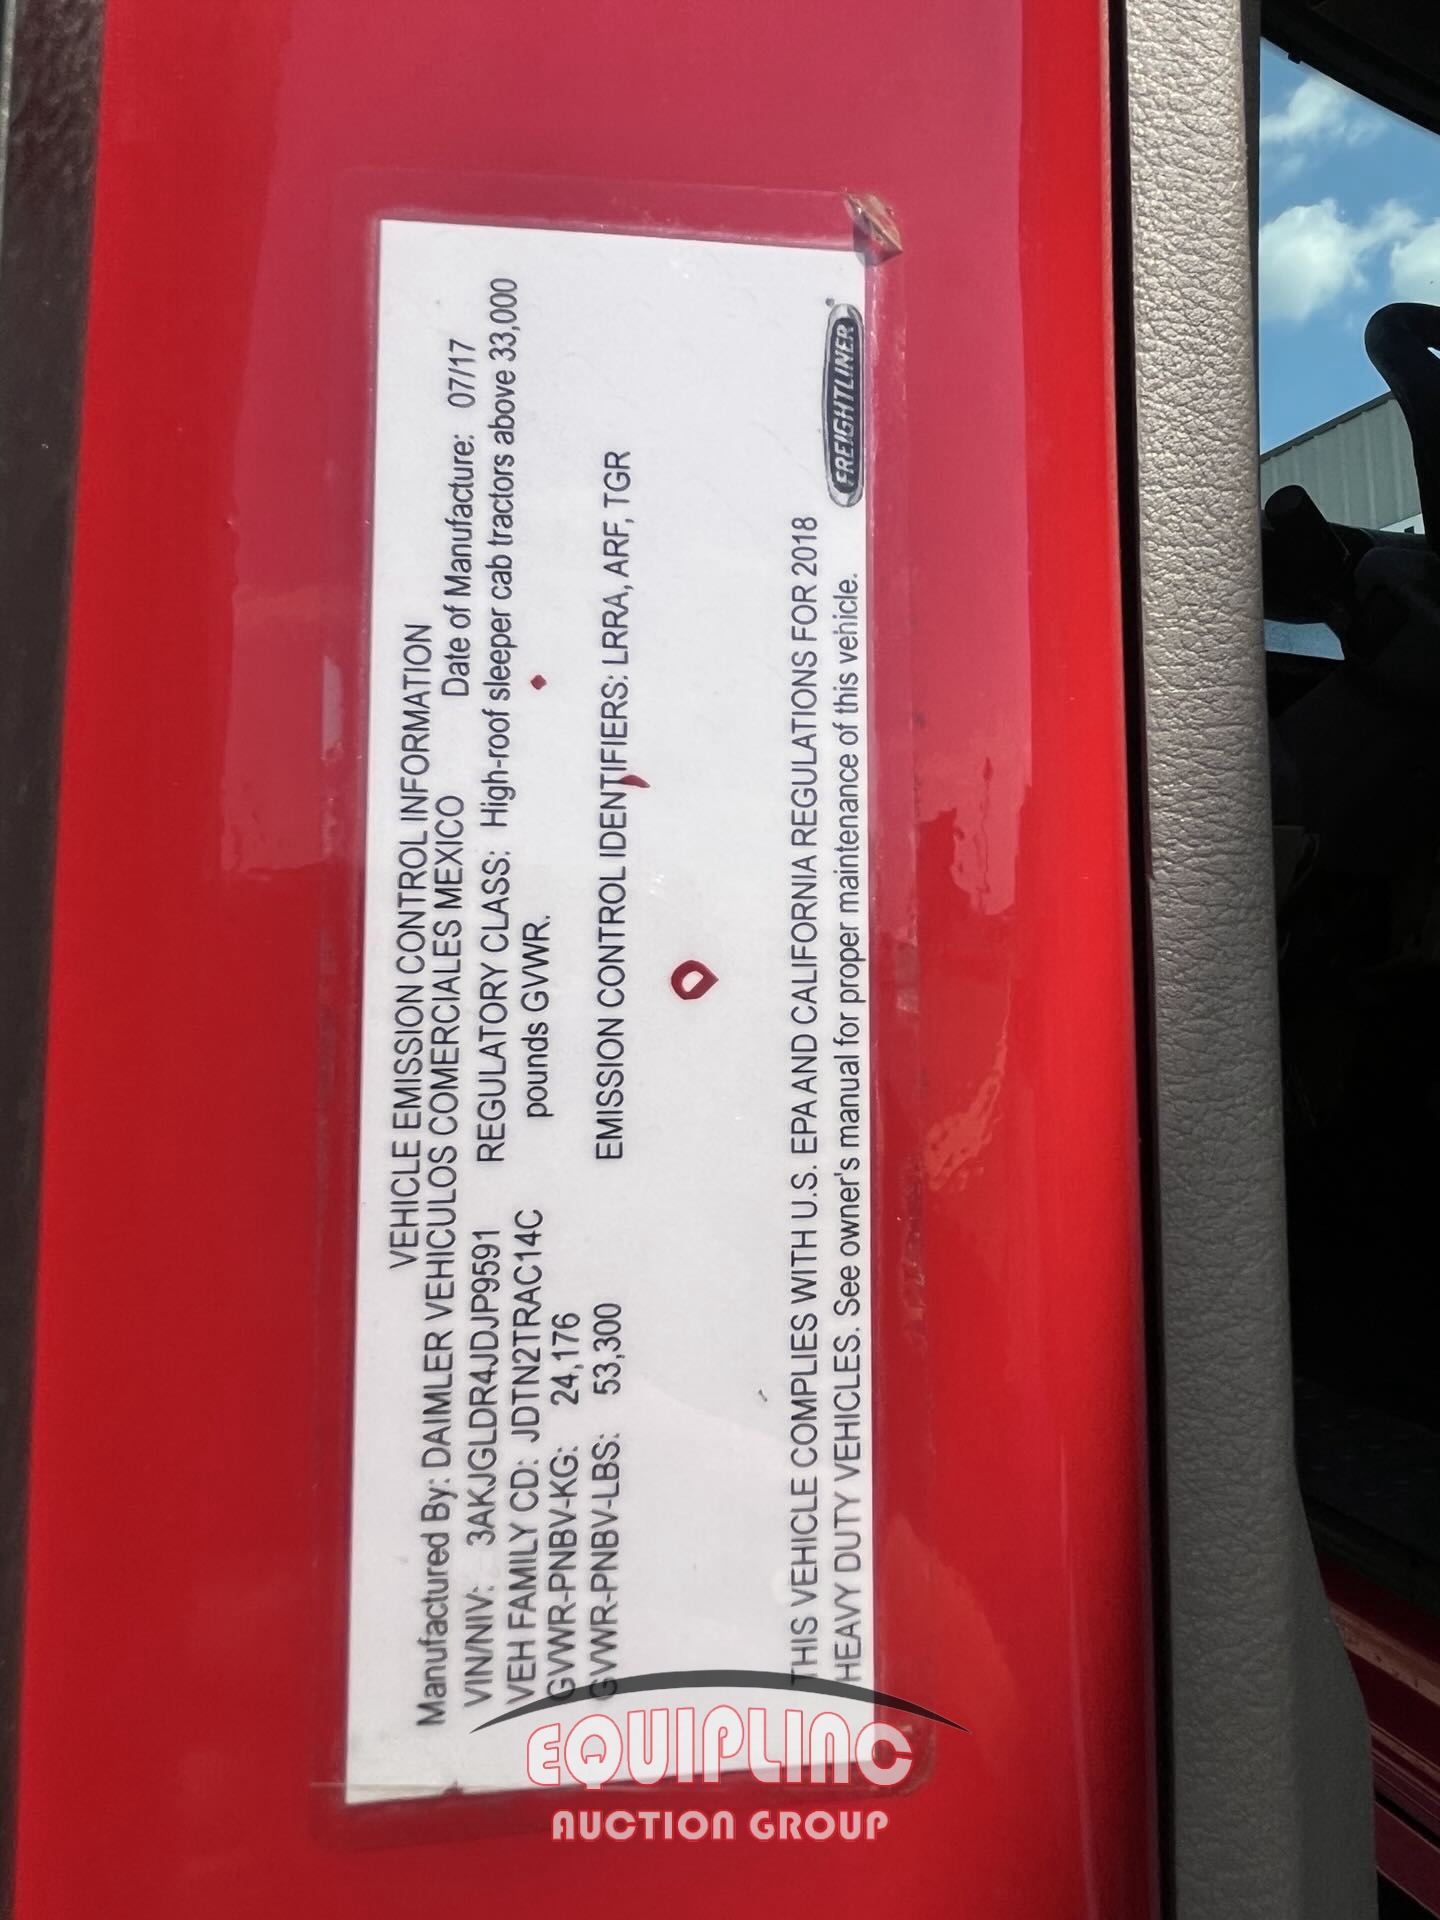 VEHICLE EMISSION CONTROL INFORMATION
Manufactured By: DAIMLER VEHICULOS COMERCIALES MEXICO Date of Manufacture: 07/17
VIN/NIV: 3AKJGLDR4JDJP9591 REGULATORY CLASS: High-roof sleeper cab tractors above 33,000
VEH FAMILY CD: JDTN2TRAC14C pounds GVWR.
GVWR-PNBV-KG: 24,176
GVWR-PNBV-LBS: 53,300 EMISSION CONTROL IDENTIFIERS: LRRA, ARF, TGR
THIS VEHICLE COMPLIES WITH U.S. EPA AND CALIFORNIA REGULATIONS FOR 2018
HEAVY DUTY VEHICLES. See owner's manual for proper maintenance of this vehicle.
FREIGHTLINER
EQUIPLINC
AUCTION GROUP